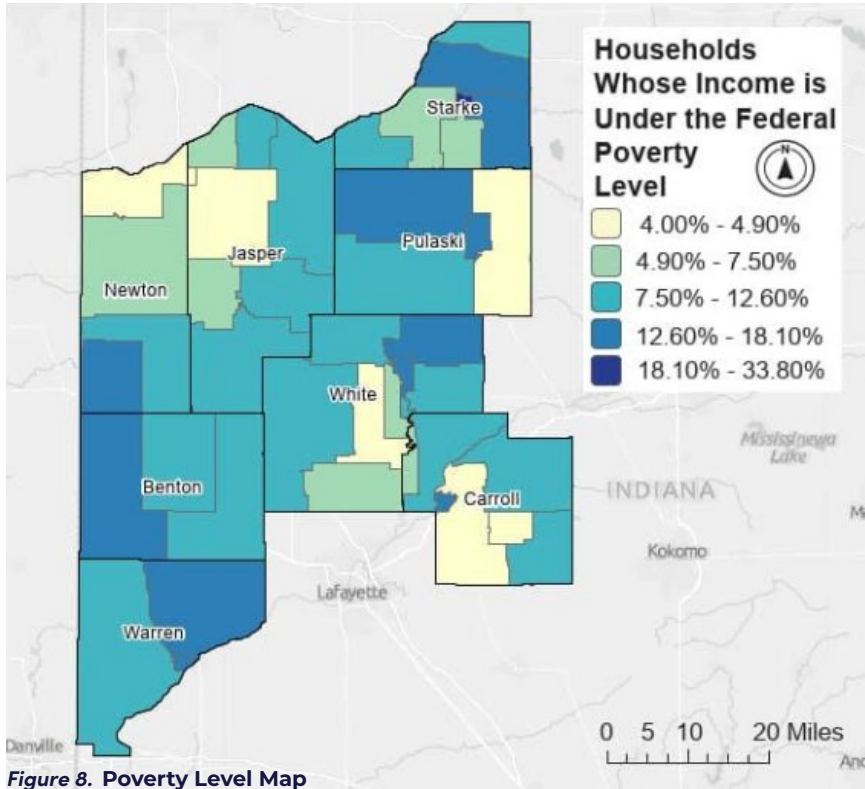 Households
Whose Income is
Under the Federal
Poverty
Level
N
4.00% - 4.90%
4.90% - 7.50%
7.50% - 12.60%
12.60% - 18.10%
18.10% - 33.80%
Starke
Jasper
Pulaski
Newton
White
Benton
Carroll
Warren
Mississinewa
Lake
INDIANA
Kokomo
Lafayette
Danville
0 5 10 20 Miles
Figure 8. Poverty Level Map